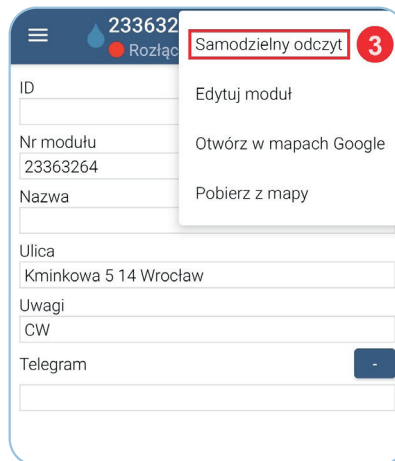 233632
Rozłąc
Samodzielny odczyt
3
Edytuj moduł
Otwórz w mapach Google
Pobierz z mapy
ID
Nr modułu
23363264
Nazwa
Ulica
Kminkowa 5 14 Wrocław
Uwagi
CW
Telegram
-